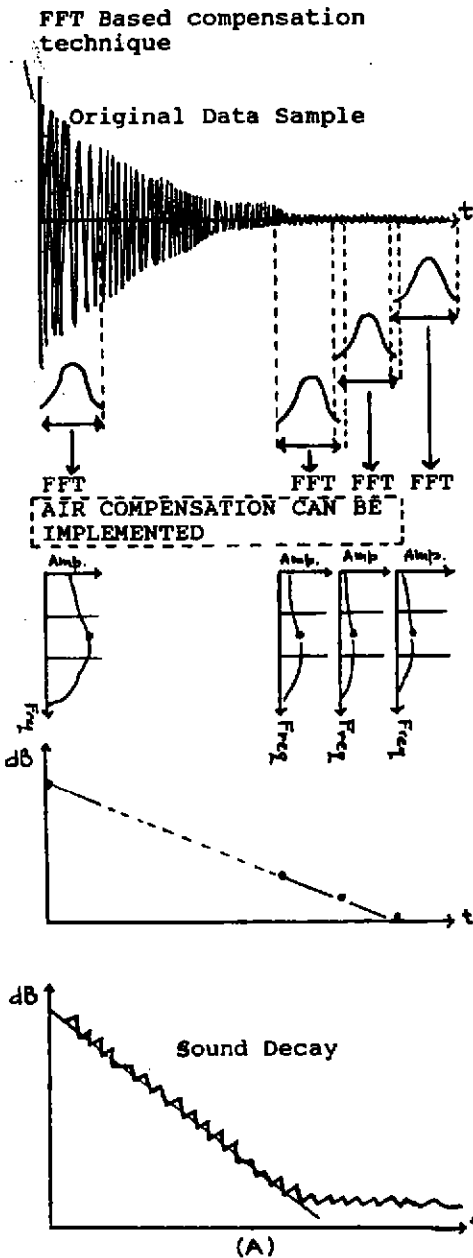 FFT Based compensation
technique
Original Data Sample
t
FFT FFT FFT FFT
AIR COMPENSATION CAN BE
IMPLEMENTED
Amp. Amp. Amp Amp.
Freq. Freq. Freq. Freq.
dB
t
dB
Sound Decay
(A)